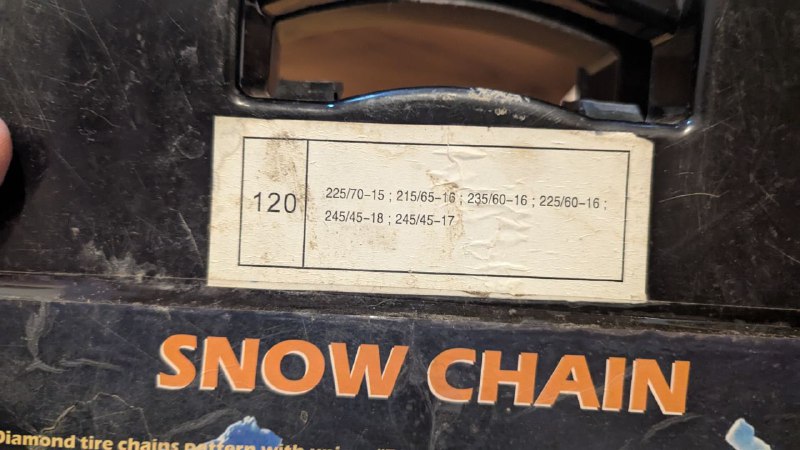 120
225/70-15 ; 215/65-16 ; 235/60-16 ; 225/60-16 ;
245/45-18 ; 245/45-17
SNOW CHAIN
Diamond tire chains pattern with